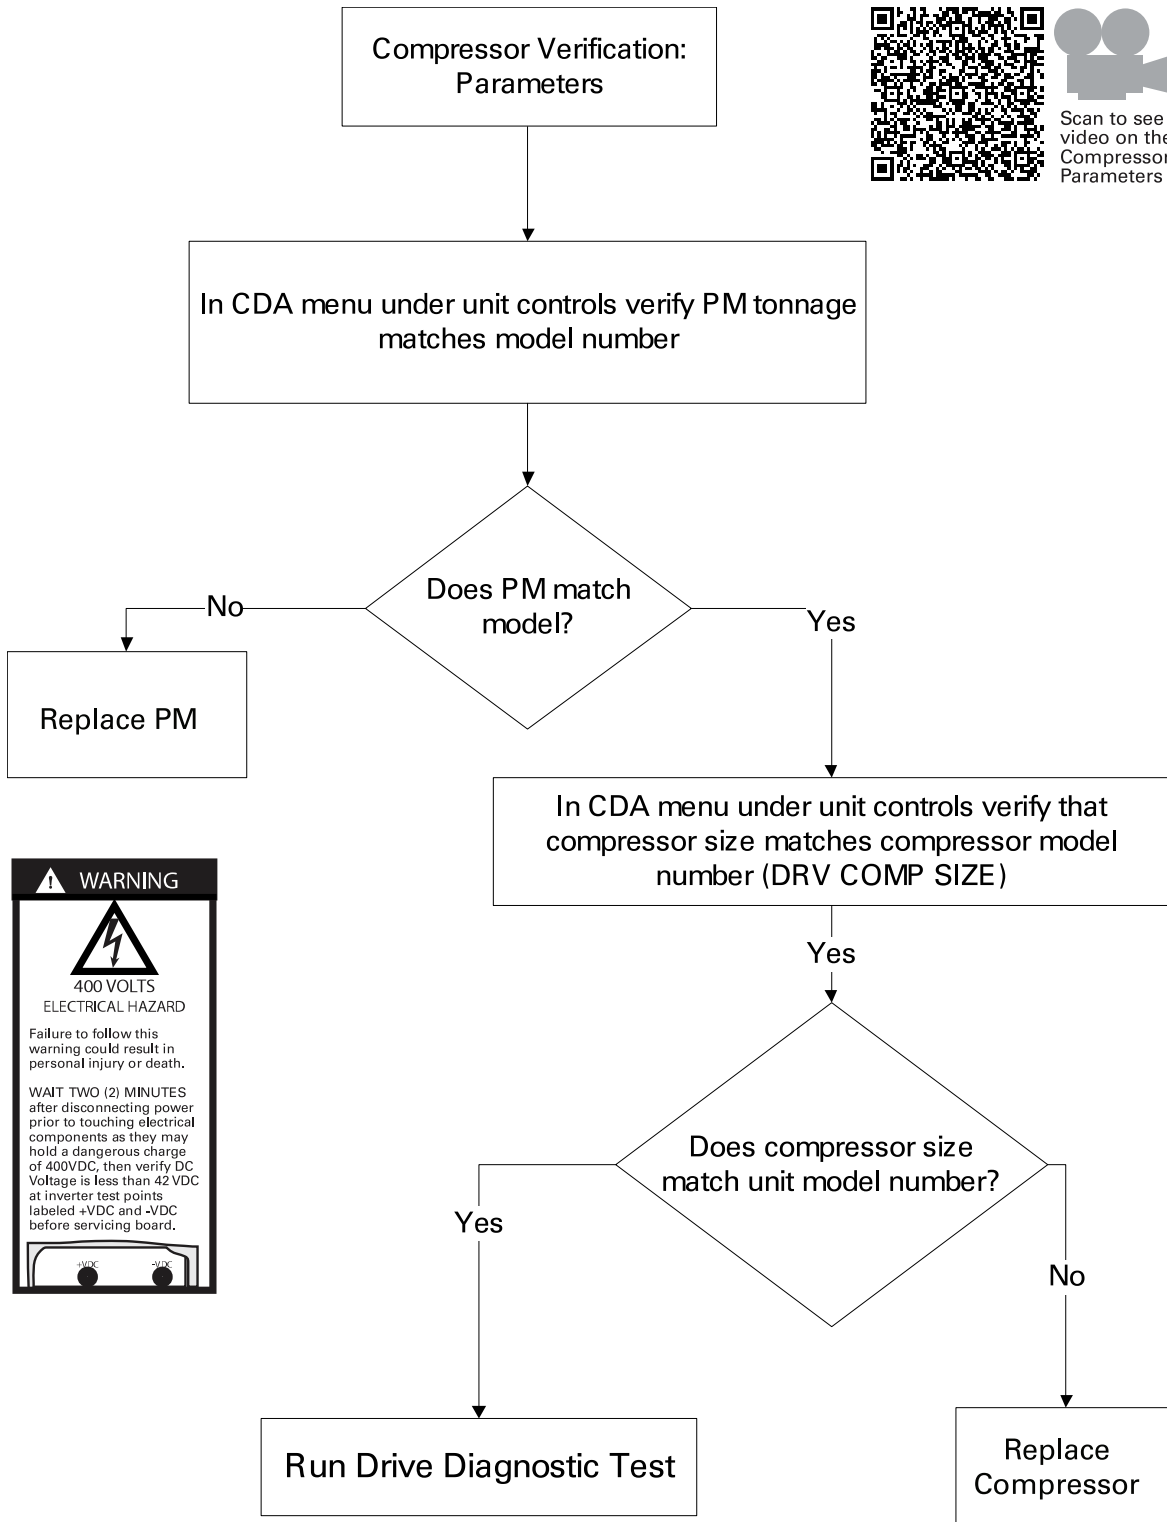 Compressor Verification:
Parameters
Scan to see
video on the
Compressor
Parameters
In CDA menu under unit controls verify PM tonnage
matches model number
Does PM match
model?
No
Yes
Replace PM
In CDA menu under unit controls verify that
compressor size matches compressor model
number (DRV COMP SIZE)
Yes
WARNING
400 VOLTS
ELECTRICAL HAZARD
Failure to follow this
warning could result in
personal injury or death.
WAIT TWO (2) MINUTES
after disconnecting power
prior to touching electrical
components as they may
hold a dangerous charge
of 400VDC, then verify DC
Voltage is less than 42 VDC
at inverter test points
labeled +VDC and -VDC
before servicing board.
+VDC
-VDC
Does compressor size
match unit model number?
Yes
No
Run Drive Diagnostic Test
Replace
Compressor